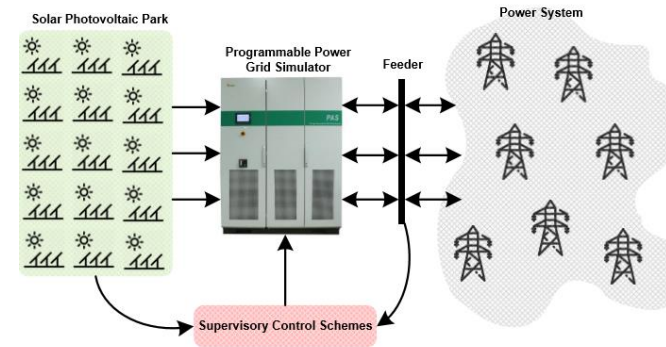 Solar Photovoltaic Park
Programmable Power
Grid Simulator
PAS
Feeder
Power System
Supervisory Control Schemes